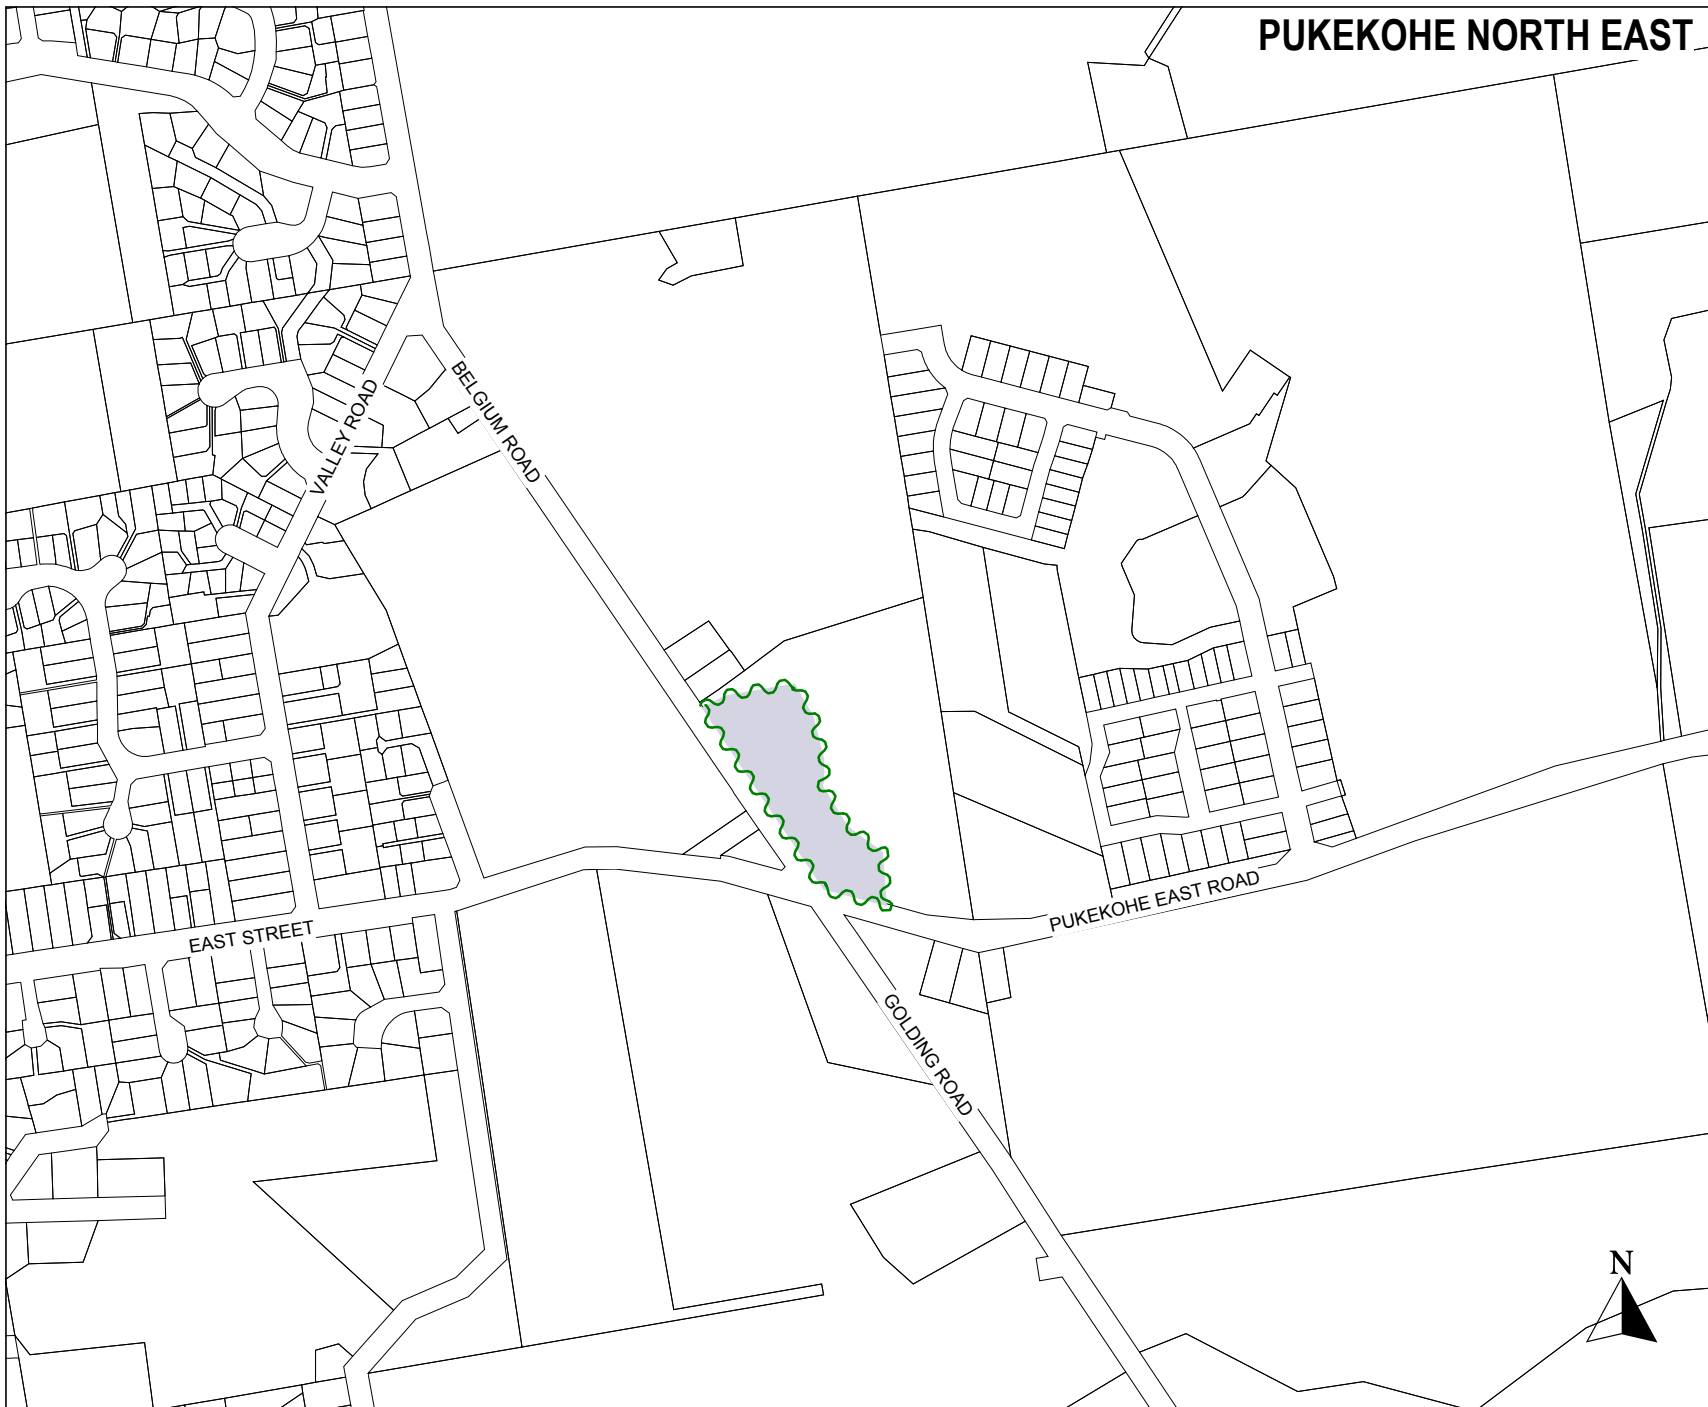 PUKEKOHE NORTH EAST
BELGIUM ROAD
VALLEY ROAD
PUKEKOHE EAST ROAD
EAST STREET
GOLDING ROAD
N